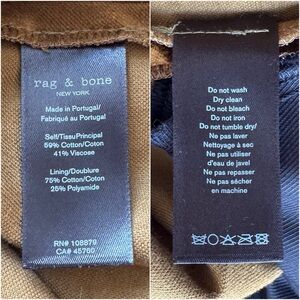 rag & bone
NEW YORK
Made in Portugal/
Fabriqué au Portugal
Self/TissuPrincipal
59% Cotton/Coton
41% Viscose
Lining/Doublure
75% Cotton/Coton
25% Polyamide
RN# 108879
CA# 45760
Do not wash
Dry clean
Do not bleach
Do not iron
Do not tumble dry/
Ne pas laver
Nettoyage à sec
Ne pas utiliser
d'eau de javel
Ne pas repasser
Ne pas sécher
en machine